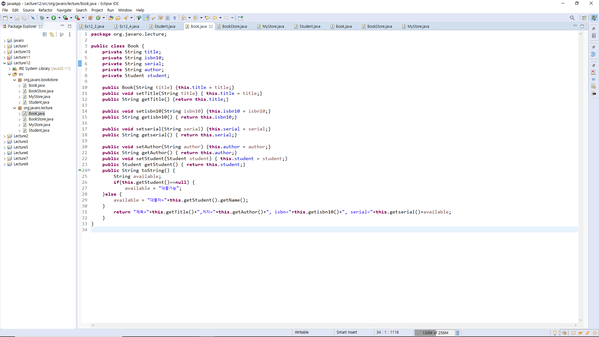 javaApp - Lecture12/src/org/javaro/lecture/Book.java - Eclipse IDE
File Edit Source Refactor Navigate Search Project Run Window Help
Package Explorer
Student.java Book.java BookStore.java MyStore.java Student.java Book.java BookStore.java MyStore.java
javaro
Lecture1
Lecture10
Lecture11
Lecture12
JRE System Library
src
org.javaro.bookstore
Book.java
BookStore.java
MyStore.java
Student.java
org.javaro.lecture
Book.java
BookStore.java
MyStore.java
Student.java
Lecture2
Lecture3
Lecture5
Lecture6
Lecture7
Lecture8
Lecture9
1 package org.javaro.lecture;
2
3 public class Book {
4 private String title;
5 private String isbn10;
6 private String serial;
7 private String author;
8 private Student student;
9
10 public Book(String title) {this.title = title;}
11 public void setTitle(String title) { this.title = title;}
12 public String getTitle() {return this.title;}
13
14 public void setisbn10(String isbn10) {this.isbn10 = isbn10;}
15 public String getisbn10() { return this.isbn10;}
16
17 public void setserial(String serial) {this.serial = serial;}
18 public String getserial() { return this.serial;}
19
20 public void setAuthor(String author) {this.author = author;}
21 public String getAuthor() { return this.author;}
22 public void setStudent(Student student) { this.student = student;}
23 public Student getStudent() { return this.student;}
24 public String toString() {
25 String available;
26 if(this.getStudent()==null) {
27 available = "대출가능";
28 }else {
29 available = "대출자="+this.getStudent().getName();
30 }
31 return "제목="+this.getTitle()+",저자="+this.getAuthor()+", isbn="+this.getisbn10()+", serial="+this.getserial()+available;
32 }
33 }
34
Writable Smart Insert 34 : 1 : 1116 of 256M